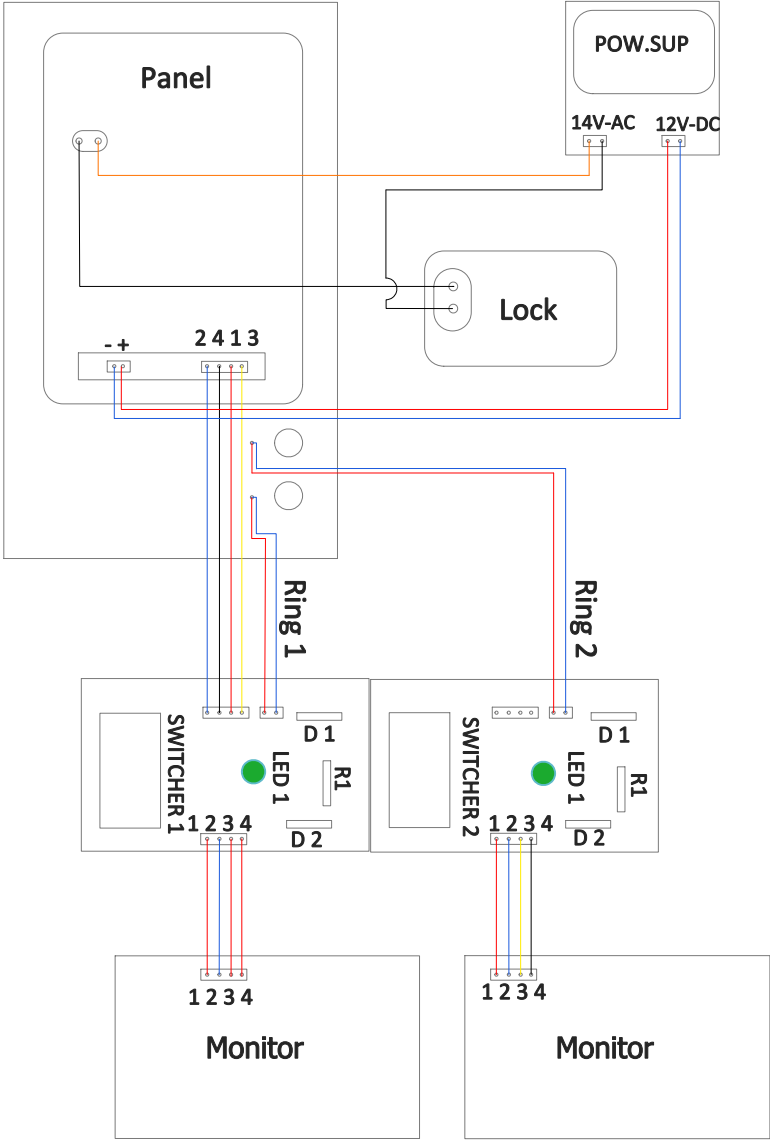 POW.SUP
Panel
14V-AC 12V-DC
Lock
- + 2 4 1 3
Ring 1
Ring 2
SWITCHER 1
D 1
LED 1
R1
1 2 3 4
D 2
SWITCHER 2
D 1
LED 1
R1
1 2 3 4
D 2
1 2 3 4
Monitor
1 2 3 4
Monitor